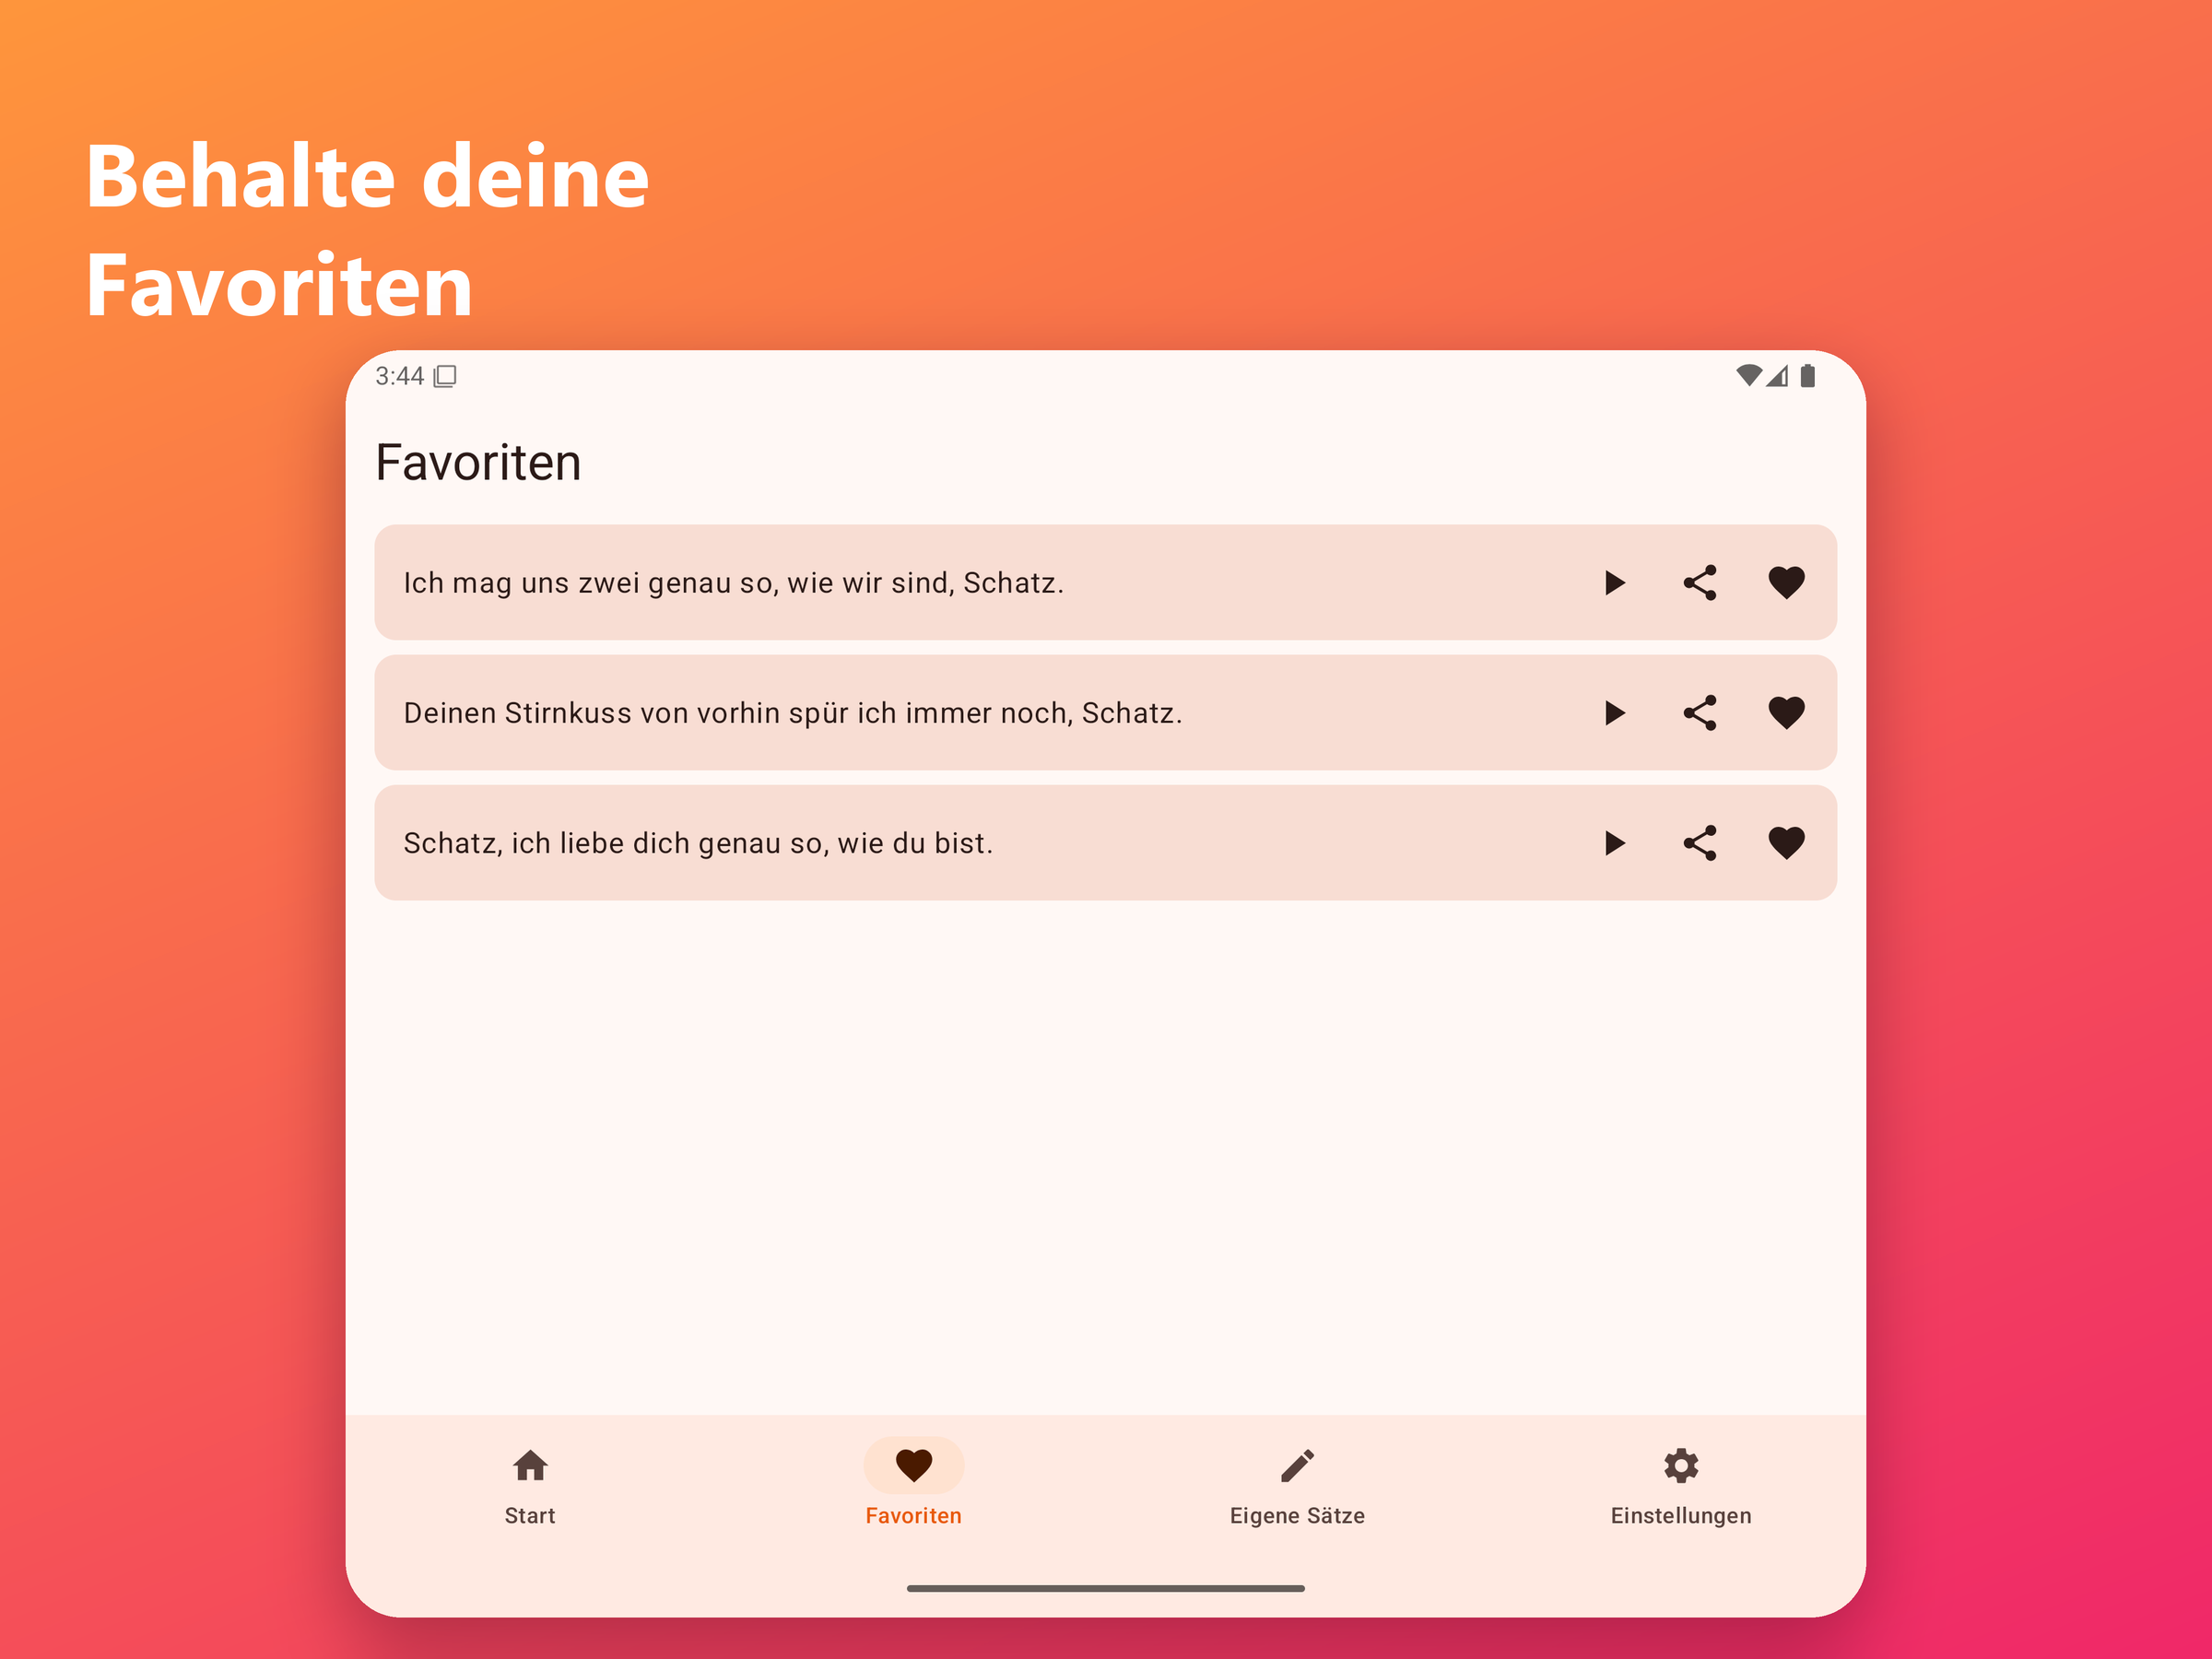 Behalte deine
Favoriten
3:44
Favoriten
Ich mag uns zwei genau so, wie wir sind, Schatz.
Deinen Stirnkuss von vorhin spür ich immer noch, Schatz.
Schatz, ich liebe dich genau so, wie du bist.
Start
Favoriten
Eigene Sätze
Einstellungen